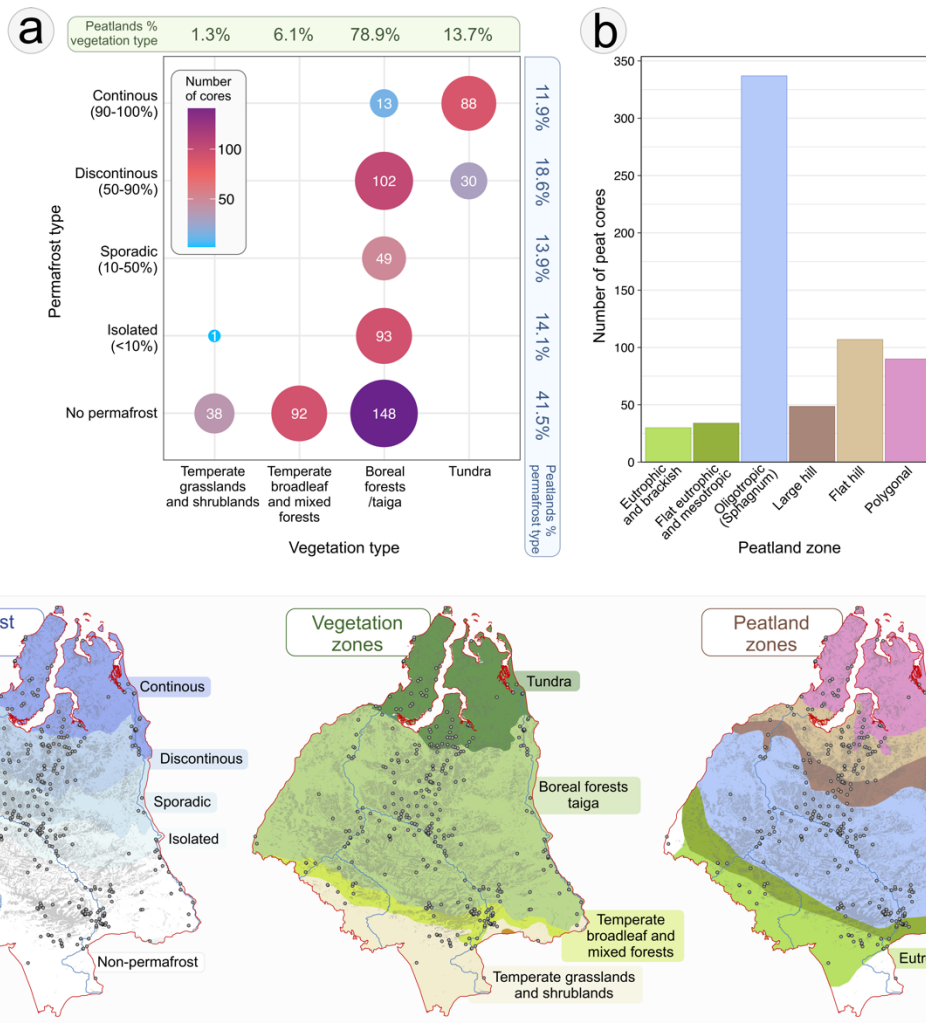 a
Peatlands %
vegetation type
1.3%
6.1%
78.9%
13.7%
Number
of cores
100
50
Permafrost type
Continous
(90-100%)
Discontinous
(50-90%)
Sporadic
(10-50%)
Isolated
(<10%)
No permafrost
13
88
102
30
49
1
93
38
92
148
11.9%
18.6%
13.9%
14.1%
41.5%
Peatlands %
permafrost type
Temperate
grasslands
and shrublands
Temperate
broadleaf
and mixed
forests
Boreal
forests
/taiga
Tundra
Vegetation type
b
Number of peat cores
350
300
250
200
150
100
50
0
Eutrophic
and brackish
Flat eutrophic
and mesotropic
Oligotropic
(Sphagnum)
Large hill
Flat hill
Polygonal
Peatland zone
st
Continous
Discontinous
Sporadic
Isolated
Non-permafrost
Vegetation
zones
Tundra
Boreal forests
taiga
Temperate
broadleaf and
mixed forests
Temperate grasslands
and shrublands
Peatland
zones
Eutro